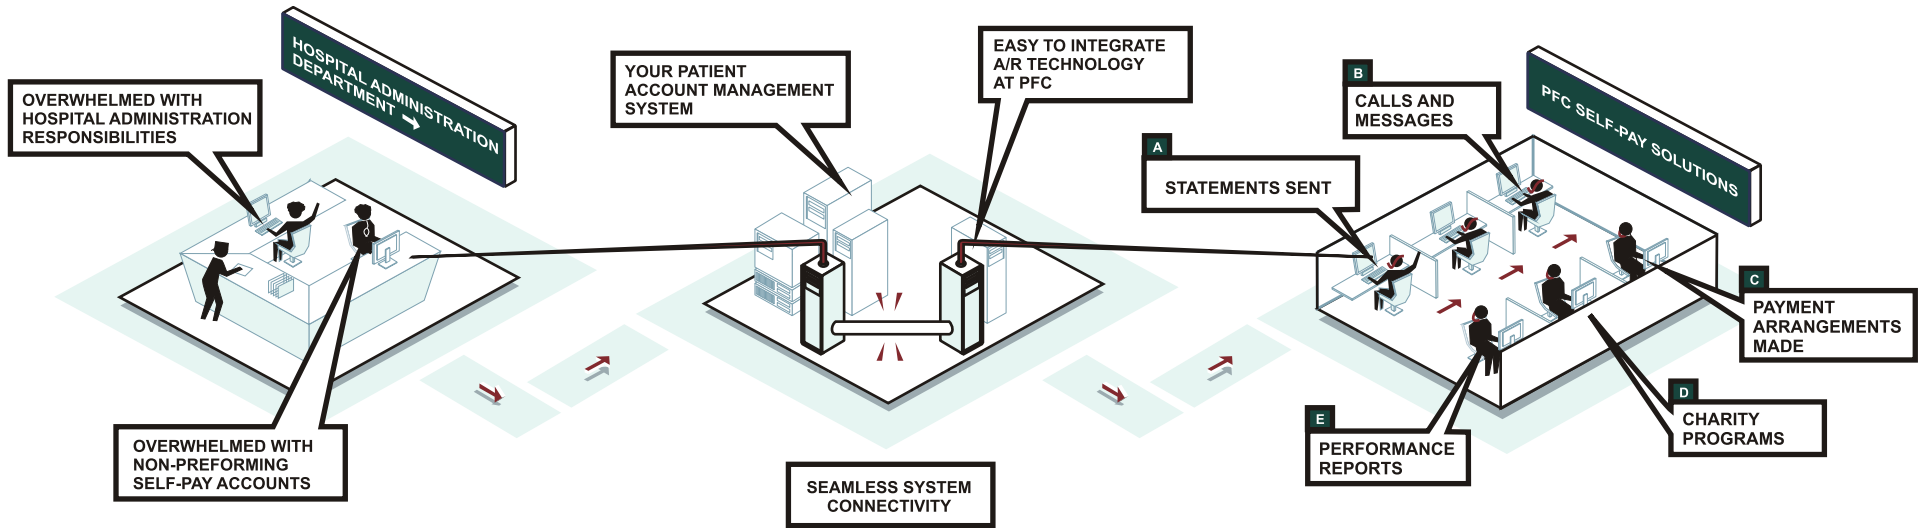 HOSPITAL ADMINISTRATION
DEPARTMENT →
OVERWHELMED WITH
HOSPITAL ADMINISTRATION
RESPONSIBILITIES
OVERWHELMED WITH
NON-PREFORMING
SELF-PAY ACCOUNTS
YOUR PATIENT
ACCOUNT MANAGEMENT
SYSTEM
EASY TO INTEGRATE
A/R TECHNOLOGY
AT PFC
SEAMLESS SYSTEM
CONNECTIVITY
PFC SELF-PAY SOLUTIONS
A
STATEMENTS SENT
B
CALLS AND
MESSAGES
C
PAYMENT
ARRANGEMENTS
MADE
D
CHARITY
PROGRAMS
E
PERFORMANCE
REPORTS